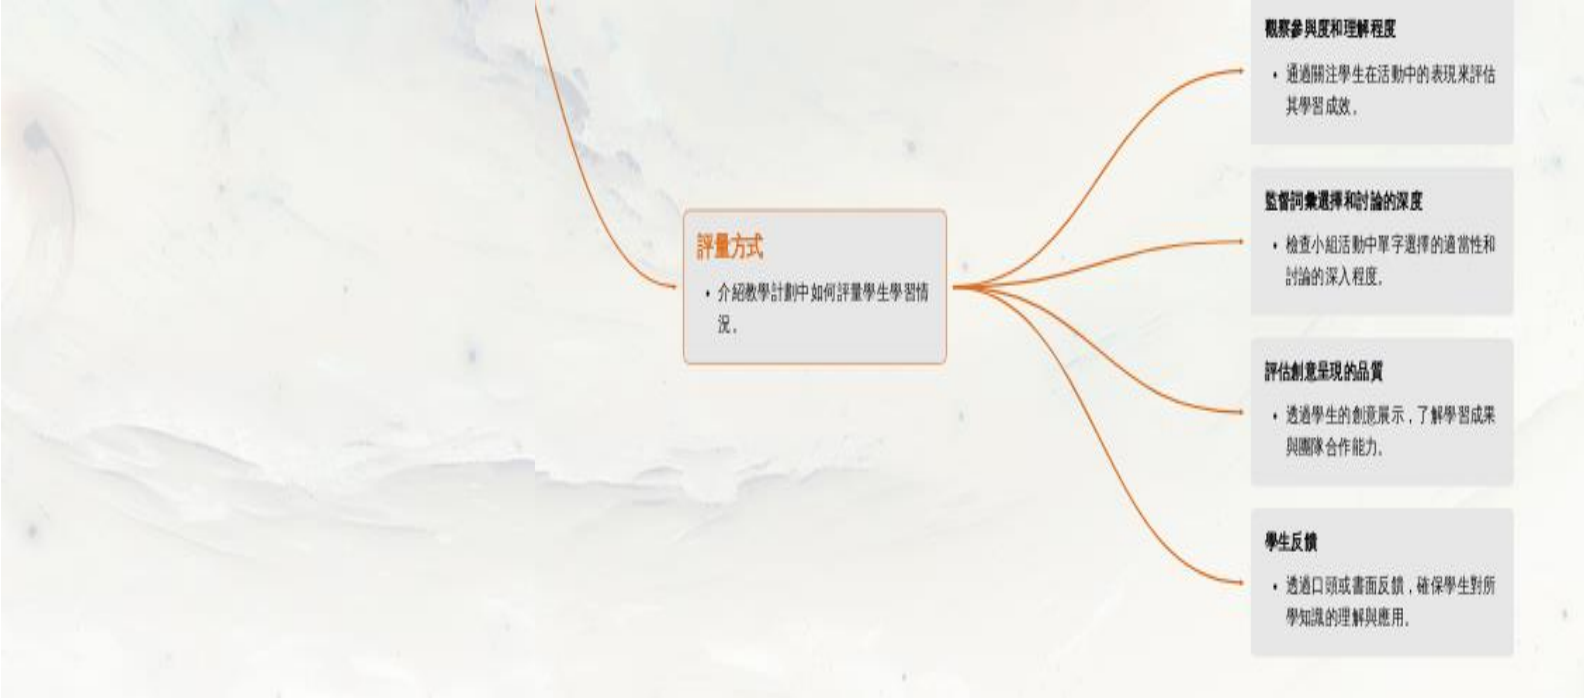 評量方式
• 介紹教學計劃中如何評量學生學習情
況。
觀察參與度和理解程度
• 通過關注學生在活動中的表現來評估
其學習成效。
監督詞彙選擇和討論的深度
• 檢查小組活動中單字選擇的適當性和
討論的深入程度。
評估創意呈現的品質
• 透過學生的創意展示，了解學習成果
與團隊合作能力。
學生反饋
• 透過口頭或書面反饋，確保學生對所
學知識的理解與應用。